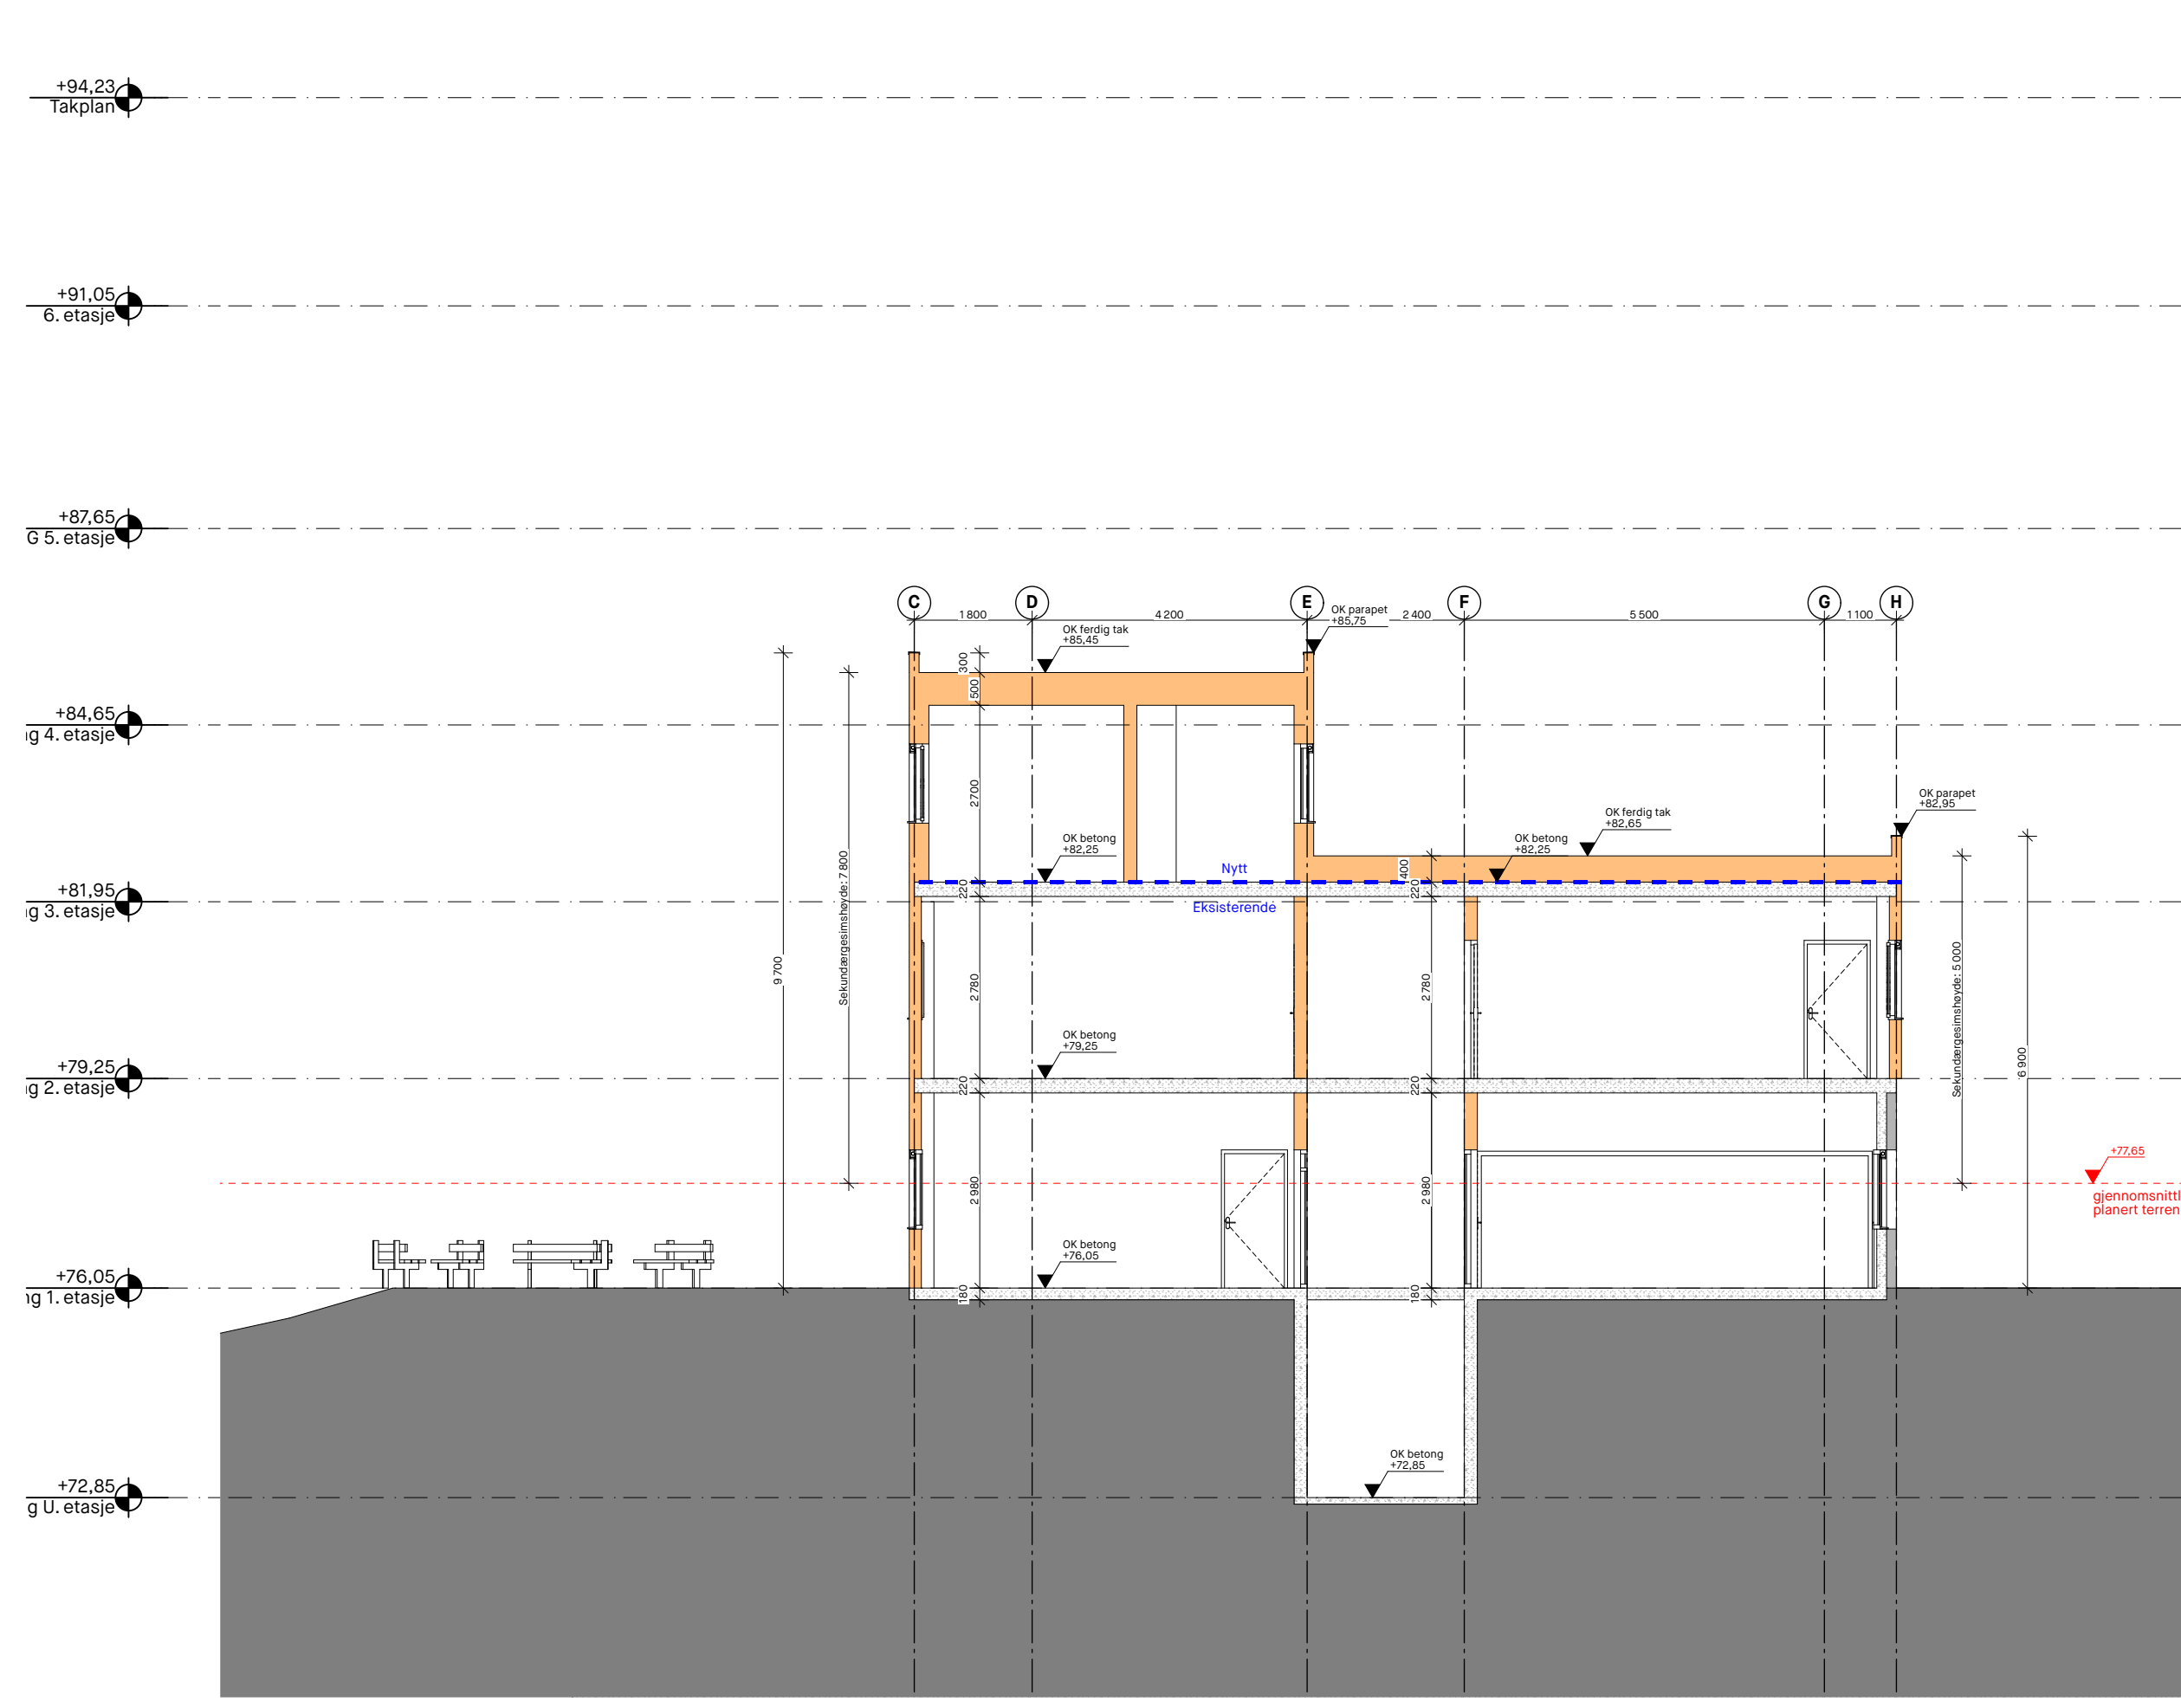 +94,23
Takplan
+91,05
6. etasje
+87,65
G 5. etasje
C
D
E
F
G
H
1 800
4 200
2 400
5 500
1 100
OK parapet
+85,75
OK ferdig tak
+85,45
300
500
+84,65
g 4. etasje
2700
OK parapet
+82,95
OK ferdig tak
+82,65
OK betong
+82,25
OK betong
+82,25
Nytt
400
220
220
+81,95
g 3. etasje
Eksisterende
9 700
Sekundærgesimshøyde: 7 800
2 780
2 780
Sekundærgesimshøyde: 5 000
6 900
OK betong
+79,25
+79,25
g 2. etasje
220
220
+77,65
gjennomsnittl
planert terren
2 980
2 980
OK betong
+76,05
+76,05
ng 1. etasje
180
180
OK betong
+72,85
+72,85
g U. etasje